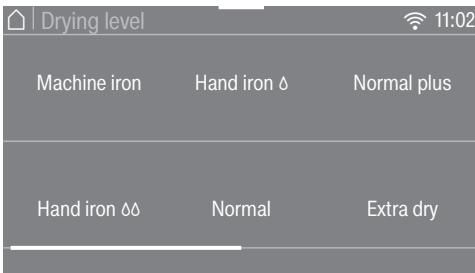 Drying level 11:02
Machine iron Hand iron 💧 Normal plus
Hand iron 💧💧 Normal Extra dry